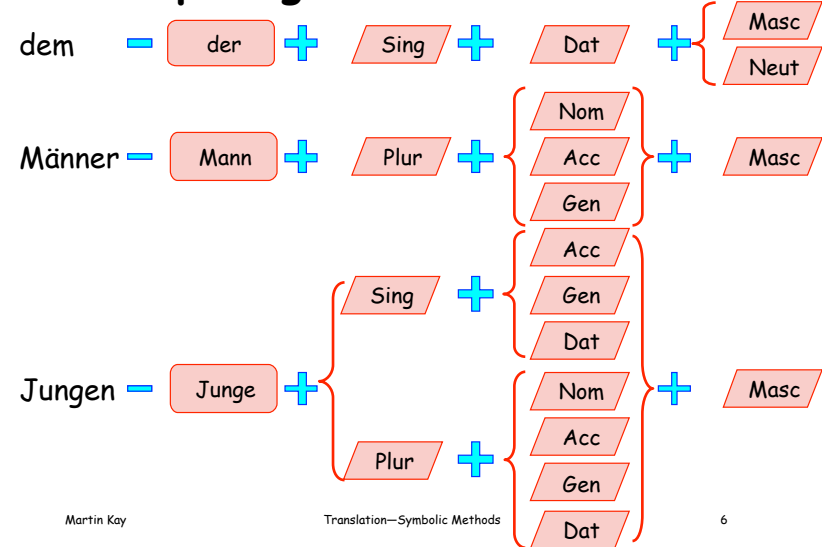 dem – der + Sing + Dat + Masc
Neut
Männer – Mann + Plur + Nom
Acc
Gen
+ Masc
Jungen – Junge + Sing + Acc
Gen
Dat
Plur + Nom
Acc
Gen
Dat
+ Masc
Martin Kay Translation—Symbolic Methods 6